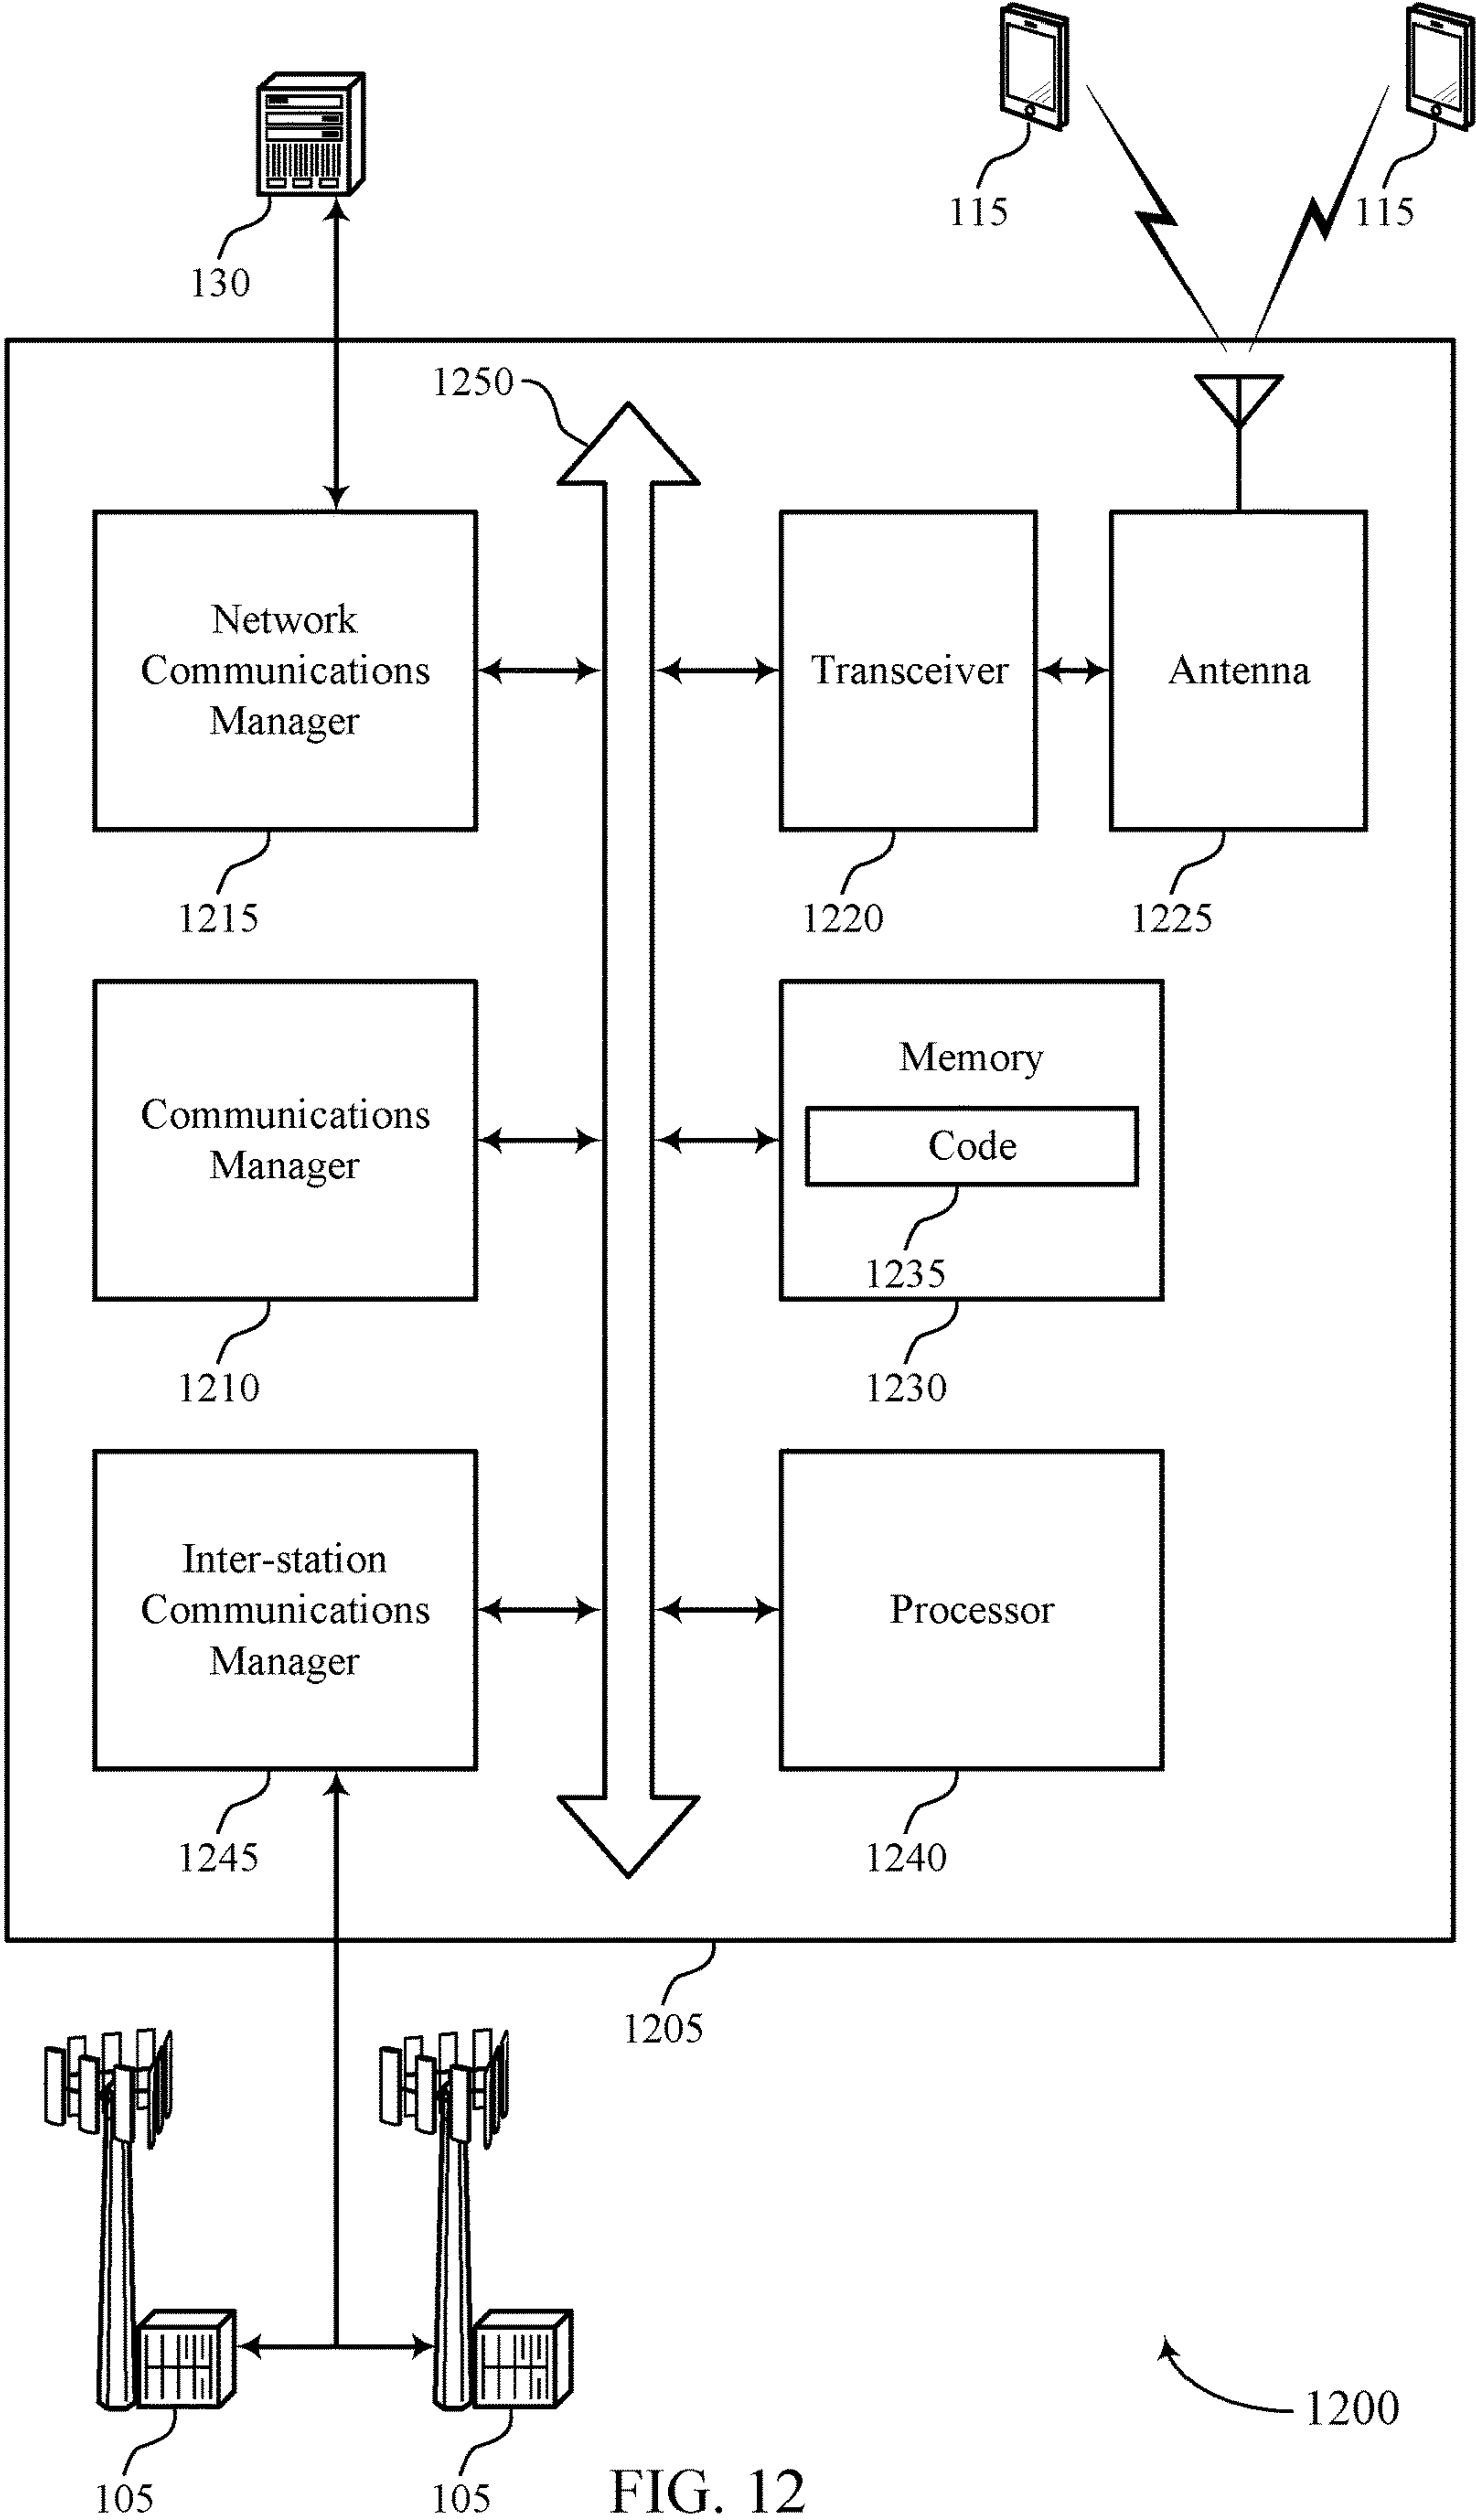 115
115
130
1250
Network
Communications
Manager
Transceiver
Antenna
1215
1220
1225
Communications
Manager
Memory
Code
1235
1210
1230
Inter-station
Communications
Manager
Processor
1245
1240
1205
1200
105
105
FIG. 12